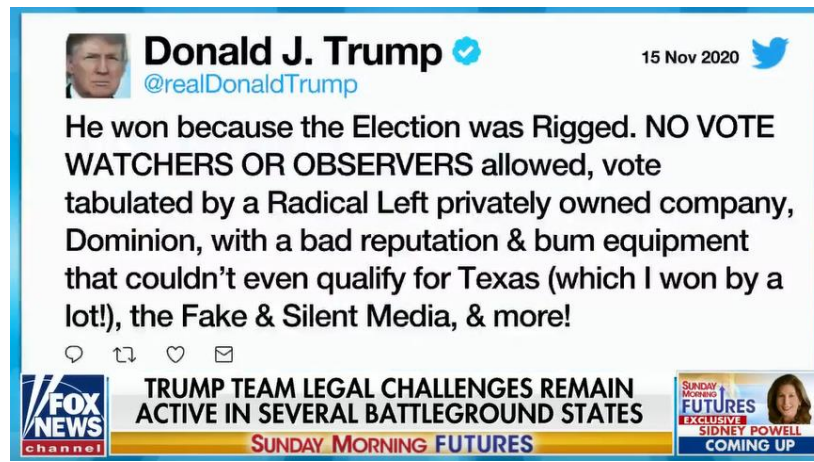 Donald J. Trump
15 Nov 2020
@realDonaldTrump
He won because the Election was Rigged. NO VOTE
WATCHERS OR OBSERVERS allowed, vote
tabulated by a Radical Left privately owned company,
Dominion, with a bad reputation & bum equipment
that couldn't even qualify for Texas (which I won by a
lot!), the Fake & Silent Media, & more!
FOX
NEWS
channel
TRUMP TEAM LEGAL CHALLENGES REMAIN
ACTIVE IN SEVERAL BATTLEGROUND STATES
SUNDAY MORNING FUTURES
SUNDAY
MORNING
FUTURES
EXCLUSIVE
SIDNEY POWELL
COMING UP